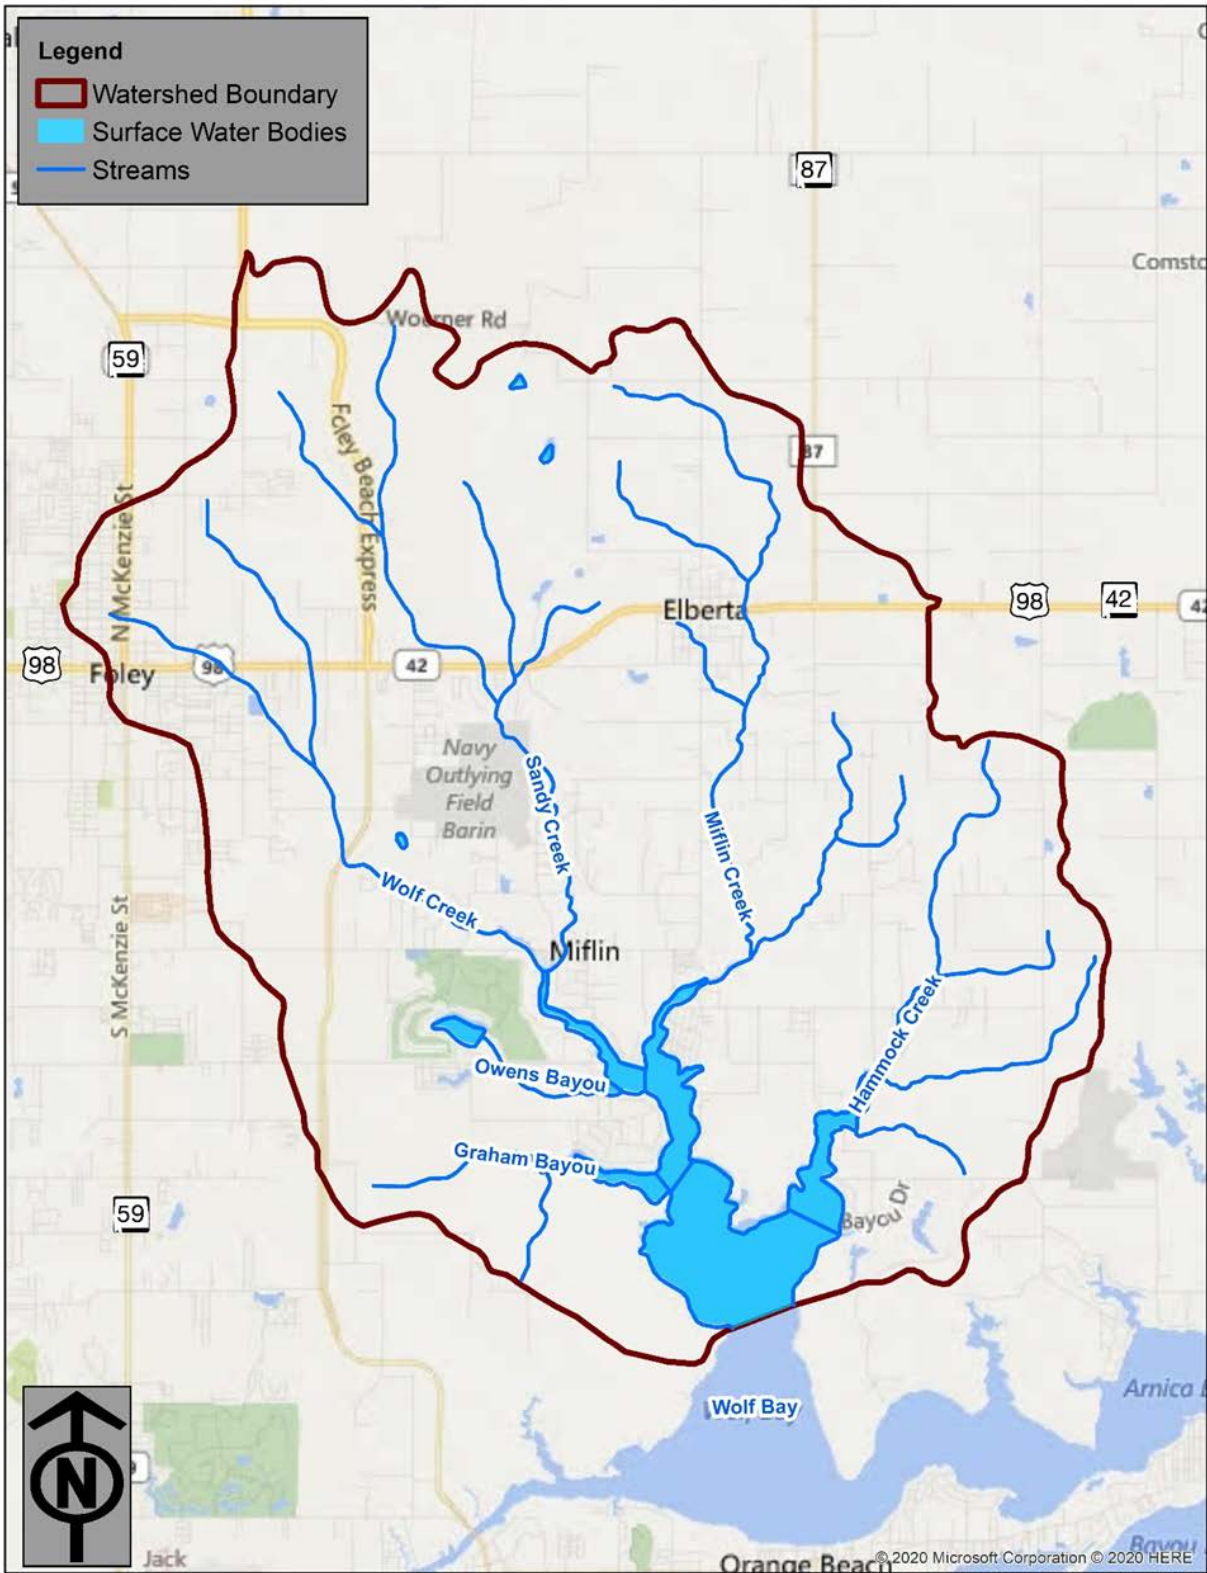 Legend
Watershed Boundary
Surface Water Bodies
Streams
87
Comsto
Woerner Rd
59
Foley Beach Express
87
N McKenzie St
Elberta
98
42
42
98
Foley
98
42
Navy
Outlying
Field
Barin
Sandy Creek
Miflin Creek
Wolf Creek
S McKenzie St
Miflin
Hammock Creek
Owens Bayou
Graham Bayou
59
Bayou Dr
Arnica
Wolf Bay
N
Jack
Orange Beach
Bayou
©2020 Microsoft Corporation © 2020 HERE